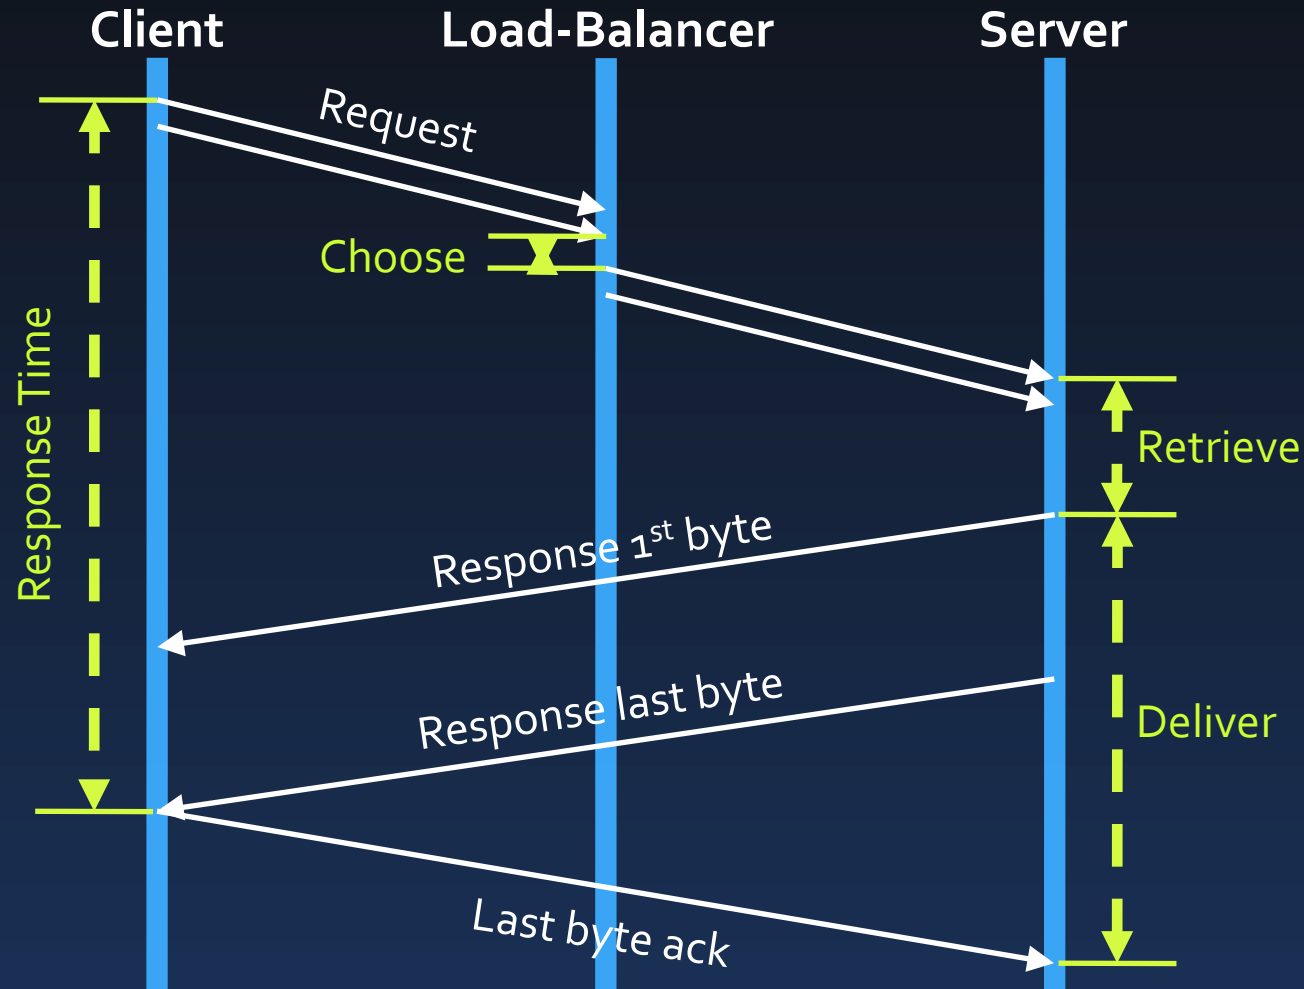 Client
Load-Balancer
Server
Request
Choose
Response Time
Retrieve
Response 1st byte
Response last byte
Deliver
Last byte ack